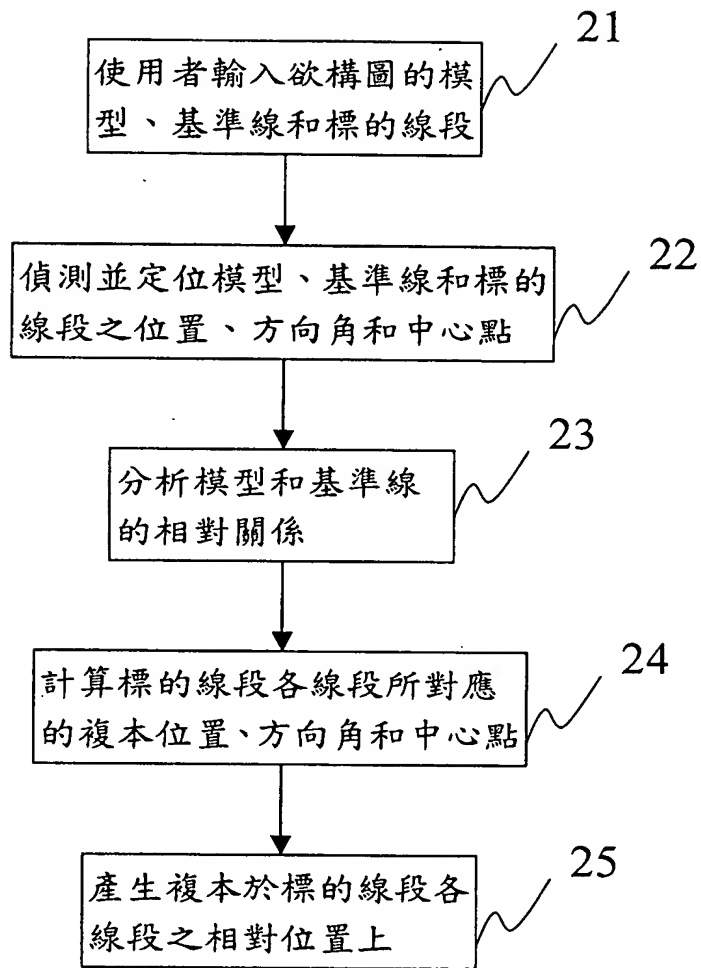 21
使用者輸入欲構圖的模
型、基準線和標的線段
22
偵測並定位模型、基準線和標的
線段之位置、方向角和中心點
23
分析模型和基準線
的相對關係
24
計算標的線段各線段所對應
的複本位置、方向角和中心點
25
產生複本於標的線段各
線段之相對位置上